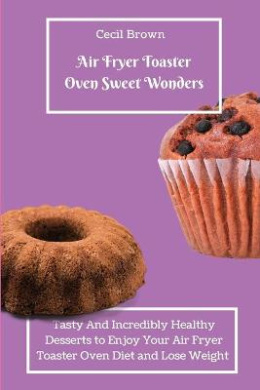 Cecil Brown
Air Fryer Toaster
Oven Sweet Wonders
Tasty And Incredibly Healthy
Desserts to Enjoy Your Air Fryer
Toaster Oven Diet and Lose Weight